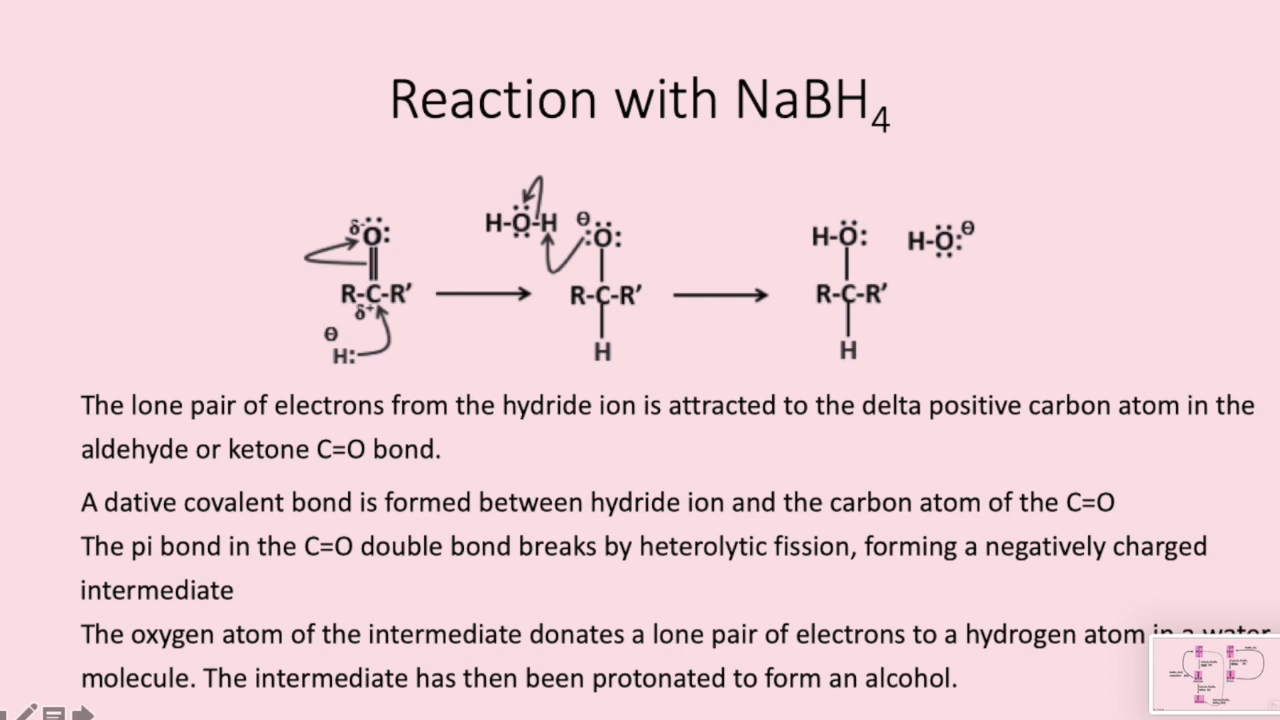 Reaction with NaBH₄
H-Ö-H ⊖
δ⁻ Ö: :Ö: H-Ö: H-Ö:⊖
R-C-R’ R-C-R’ R-C-R’
δ⁺
⊖
H: H H
The lone pair of electrons from the hydride ion is attracted to the delta positive carbon atom in the
aldehyde or ketone C=O bond.
A dative covalent bond is formed between hydride ion and the carbon atom of the C=O
The pi bond in the C=O double bond breaks by heterolytic fission, forming a negatively charged
intermediate
The oxygen atom of the intermediate donates a lone pair of electrons to a hydrogen atom in a water
molecule. The intermediate has then been protonated to form an alcohol.